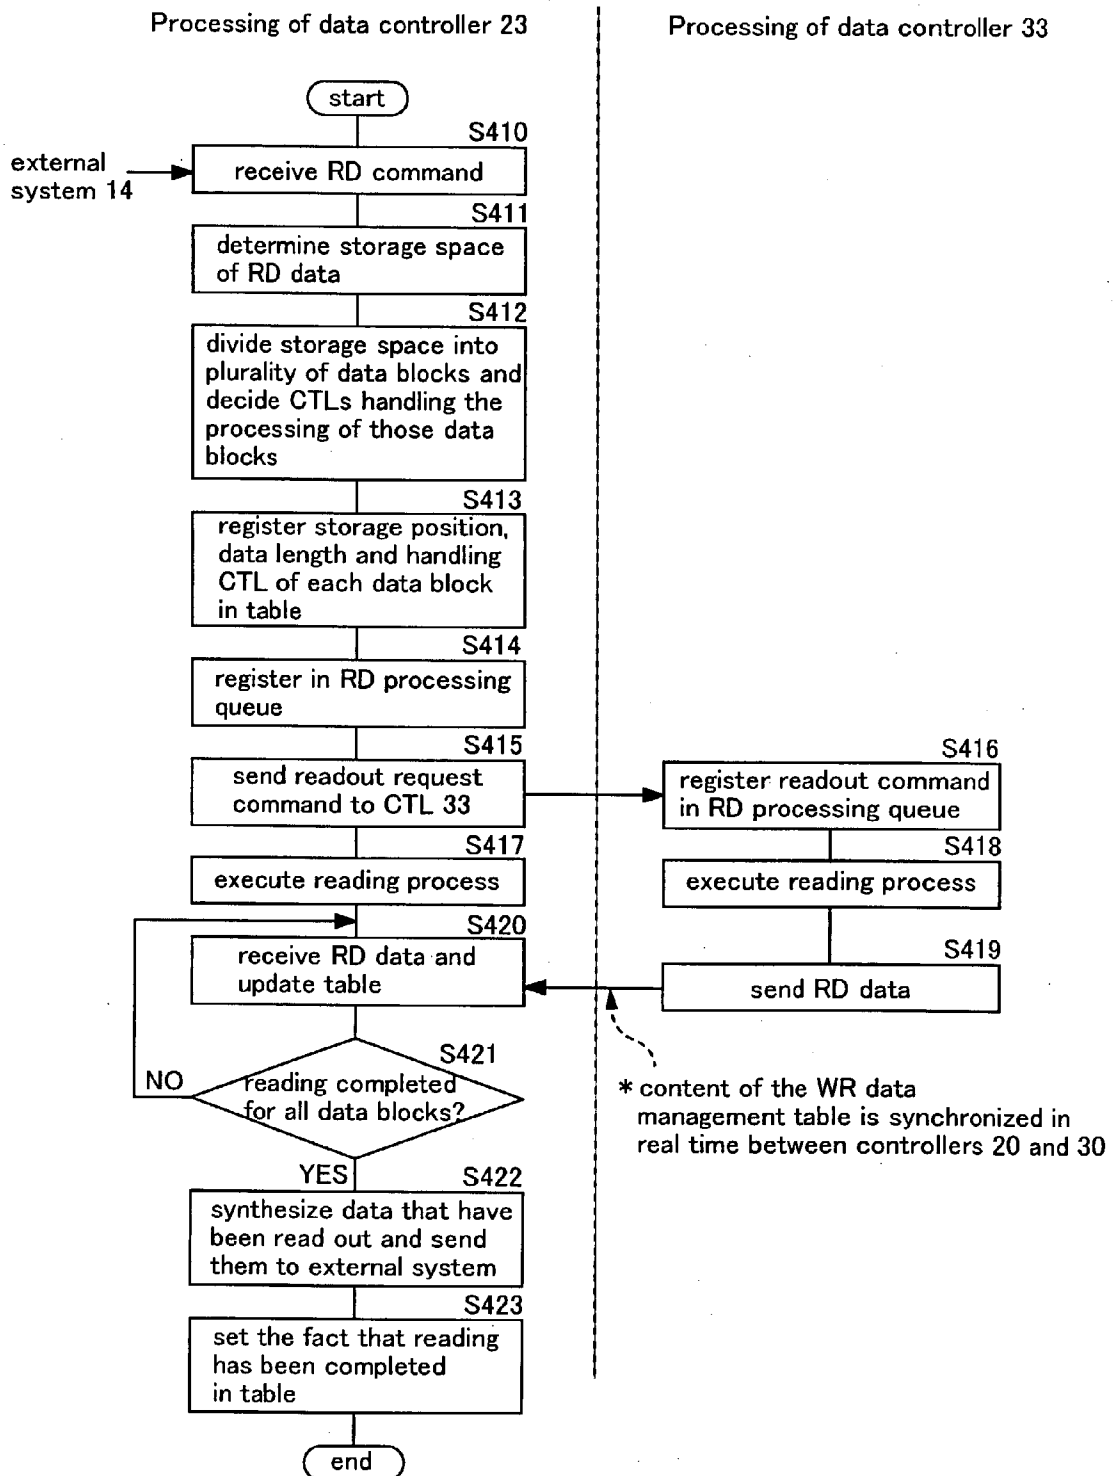 Processing of data controller 23
Processing of data controller 33
start
S410
external
system 14
receive RD command
S411
determine storage space
of RD data
S412
divide storage space into
plurality of data blocks and
decide CTLs handling the
processing of those data
blocks
S413
register storage position,
data length and handling
CTL of each data block
in table
S414
register in RD processing
queue
S415
send readout request
command to CTL 33
S416
register readout command
in RD processing queue
S417
execute reading process
S418
execute reading process
S420
receive RD data and
update table
S419
send RD data
S421
reading completed
for all data blocks?
NO
YES
* content of the WR data
management table is synchronized in
real time between controllers 20 and 30
S422
synthesize data that have
been read out and send
them to external system
S423
set the fact that reading
has been completed
in table
end